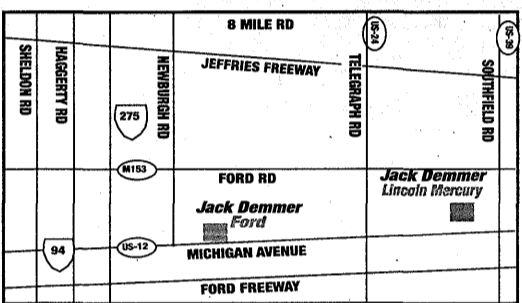 8 MILE RD
US-24
US-39
JEFFRIES FREEWAY
SHELDON RD
HAGGERTY RD
NEWBURGH RD
TELEGRAPH RD
SOUTHFIELD RD
275
M153
FORD RD
Jack Demmer
Lincoln Mercury
Jack Demmer
Ford
94
US-12
MICHIGAN AVENUE
FORD FREEWAY